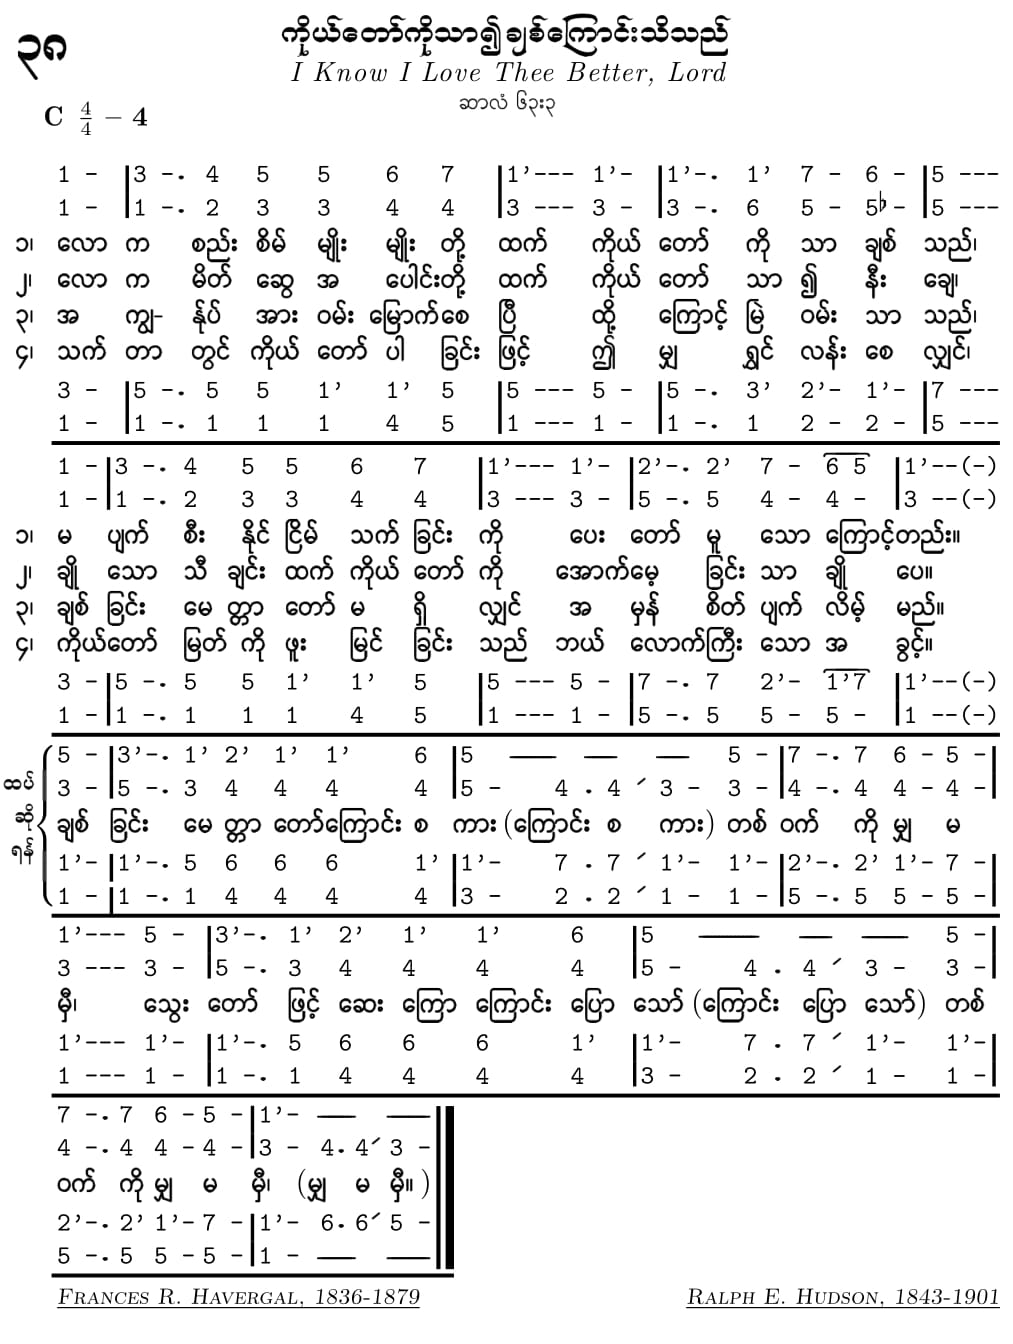 ၃၈
ကိုယ်တော်ကိုသာ၍ချစ်ကြောင်းသိသည်
I Know I Love Thee Better, Lord
ဆာလံ ၆၃း၃
C 4/4 – 4
1 – |3 –. 4 5 5 6 7 |1’––– 1’– |1’–. 1’ 7 – 6 – |5 –––
1 – |1 –. 2 3 3 4 4 |3 ––– 3 – |3 –. 6 5 – 5♭– |5 –––
၁၊ လော က စည်း စိမ် မျိုး မျိုး တို့ ထက် ကိုယ် တော် ကို သာ ချစ် သည်၊
၂၊ လော က မိတ် ဆွေ အ ပေါင်းတို့ ထက် ကိုယ် တော် သာ ၍ နီး ချေ၊
၃၊ အ ကျွ– န်ုပ် အား ဝမ်း မြောက်စေ ပြီ ထို့ ကြောင့် မြဲ ဝမ်း သာ သည်၊
၄၊ သက် တာ တွင် ကိုယ် တော် ပါ ခြင်း ဖြင့် ဤ မျှ ရွှင် လန်း စေ လျှင်၊
3 – |5 –. 5 5 1’ 1’ 5 |5 ––– 5 – |5 –. 3’ 2’– 1’– |7 –––
1 – |1 –. 1 1 1 4 5 |1 ––– 1 – |1 –. 1 2 – 2 – |5 –––
1 – |3 –. 4 5 5 6 7 |1’––– 1’– |2’–. 2’ 7 – 6 5 |1’––(–)
1 – |1 –. 2 3 3 4 4 |3 ––– 3 – |5 –. 5 4 – 4 – |3 ––(–)
၁၊ မ ပျက် စီး နိုင် ငြိမ် သက် ခြင်း ကို ပေး တော် မူ သော ကြောင့်တည်း။
၂၊ ချို သော သီ ချင်း ထက် ကိုယ် တော် ကို အောက်မေ့ ခြင်း သာ ချို ပေ။
၃၊ ချစ် ခြင်း မေ တ္တာ တော် မ ရှိ လျှင် အ မှန် စိတ် ပျက် လိမ့် မည်။
၄၊ ကိုယ်တော် မြတ် ကို ဖူး မြင် ခြင်း သည် ဘယ် လောက်ကြီး သော အ ခွင့်။
3 – |5 –. 5 5 1’ 1’ 5 |5 ––– 5 – |7 –. 7 2’– 1’7 |1’––(–)
1 – |1 –. 1 1 1 4 5 |1 ––– 1 – |5 –. 5 5 – 5 – |1 ––(–)
ထပ် ဆို ရန်
5 – |3’–. 1’ 2’ 1’ 1’ 6 |5 — — — 5 – |7 –. 7 6 – 5 –|
3 – |5 –. 3 4 4 4 4 |5 – 4 . 4 ′ 3 – 3 – |4 –. 4 4 – 4 –|
ချစ် ခြင်း မေ တ္တာ တော်ကြောင်း စ ကား (ကြောင်း စ ကား) တစ် ဝက် ကို မျှ မ
1’– |1’–. 5 6 6 6 1’ |1’– 7 . 7 ′ 1’– 1’– |2’–. 2’ 1’– 7 –|
1 – |1 –. 1 4 4 4 4 |3 – 2 . 2 ′ 1 – 1 – |5 –. 5 5 – 5 –|
1’––– 5 – |3’–. 1’ 2’ 1’ 1’ 6 |5 — — — 5 –|
3 ––– 3 – |5 –. 3 4 4 4 4 |5 – 4 . 4 ′ 3 – 3 –|
မှီ၊ သွေး တော် ဖြင့် ဆေး ကြော ကြောင်း ပြော သော် (ကြောင်း ပြော သော်) တစ်
1’––– 1’– |1’–. 5 6 6 6 1’ |1’– 7 . 7 ′ 1’– 1’–|
1 ––– 1 – |1 –. 1 4 4 4 4 |3 – 2 . 2 ′ 1 – 1 –|
7 –. 7 6 – 5 – |1’– — —
4 –. 4 4 – 4 – |3 – 4. 4′ 3 –
ဝက် ကို မျှ မ မှီ၊ (မျှ မ မှီ။)
2’–. 2’ 1’– 7 – |1’– 6. 6′ 5 –
5 –. 5 5 – 5 – |1 – — —
FRANCES R. HAVERGAL, 1836-1879
RALPH E. HUDSON, 1843-1901